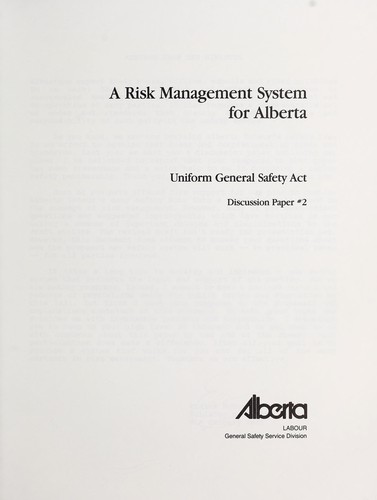 A Risk Management System
for Alberta
Uniform General Safety Act
Discussion Paper #2
Alberta
LABOUR
General Safety Service Division